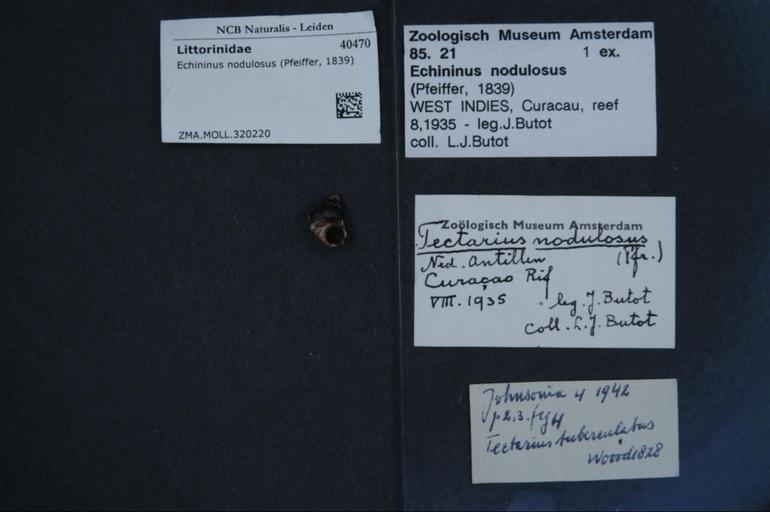 NCB Naturalis - Leiden
Littorinidae 40470
Echininus nodulosus (Pfeiffer, 1839)
ZMA.MOLL.320220
Zoologisch Museum Amsterdam
85. 21 1 ex.
Echininus nodulosus
(Pfeiffer, 1839)
WEST INDIES, Curacau, reef
8,1935 - leg.J.Butot
coll. L.J.Butot
Zoölogisch Museum Amsterdam
Tectarius nodulosus
Ned. Antillen (Pfr.)
Curaçao Rif
VIII. 1935 leg. J. Butot
coll. L. J. Butot
Johnsonia 4 1942
p 2,3. fg 4
Tectarius tuberculatus
Wood 1828